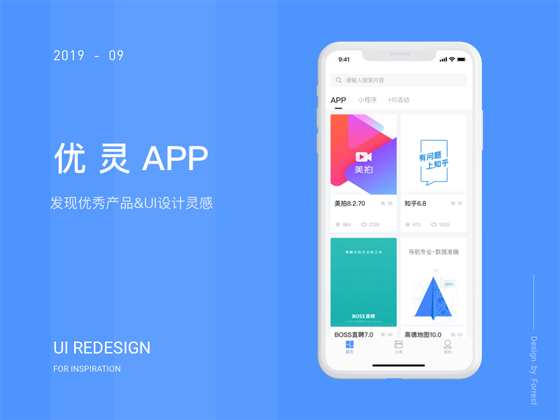 2019 - 09
优灵 APP
发现优秀产品&UI设计灵感
UI REDESIGN
FOR INSPIRATION
9:41
请输入搜索内容
APP 小程序 H5活动
美拍
有问题
上知乎
美拍8.2.70
知乎6.8
864 2129
973 1629
导航专业·数据准确
BOSS直聘
BOSS直聘7.0
高德地图10.0
首页
我的
Design by Forrest